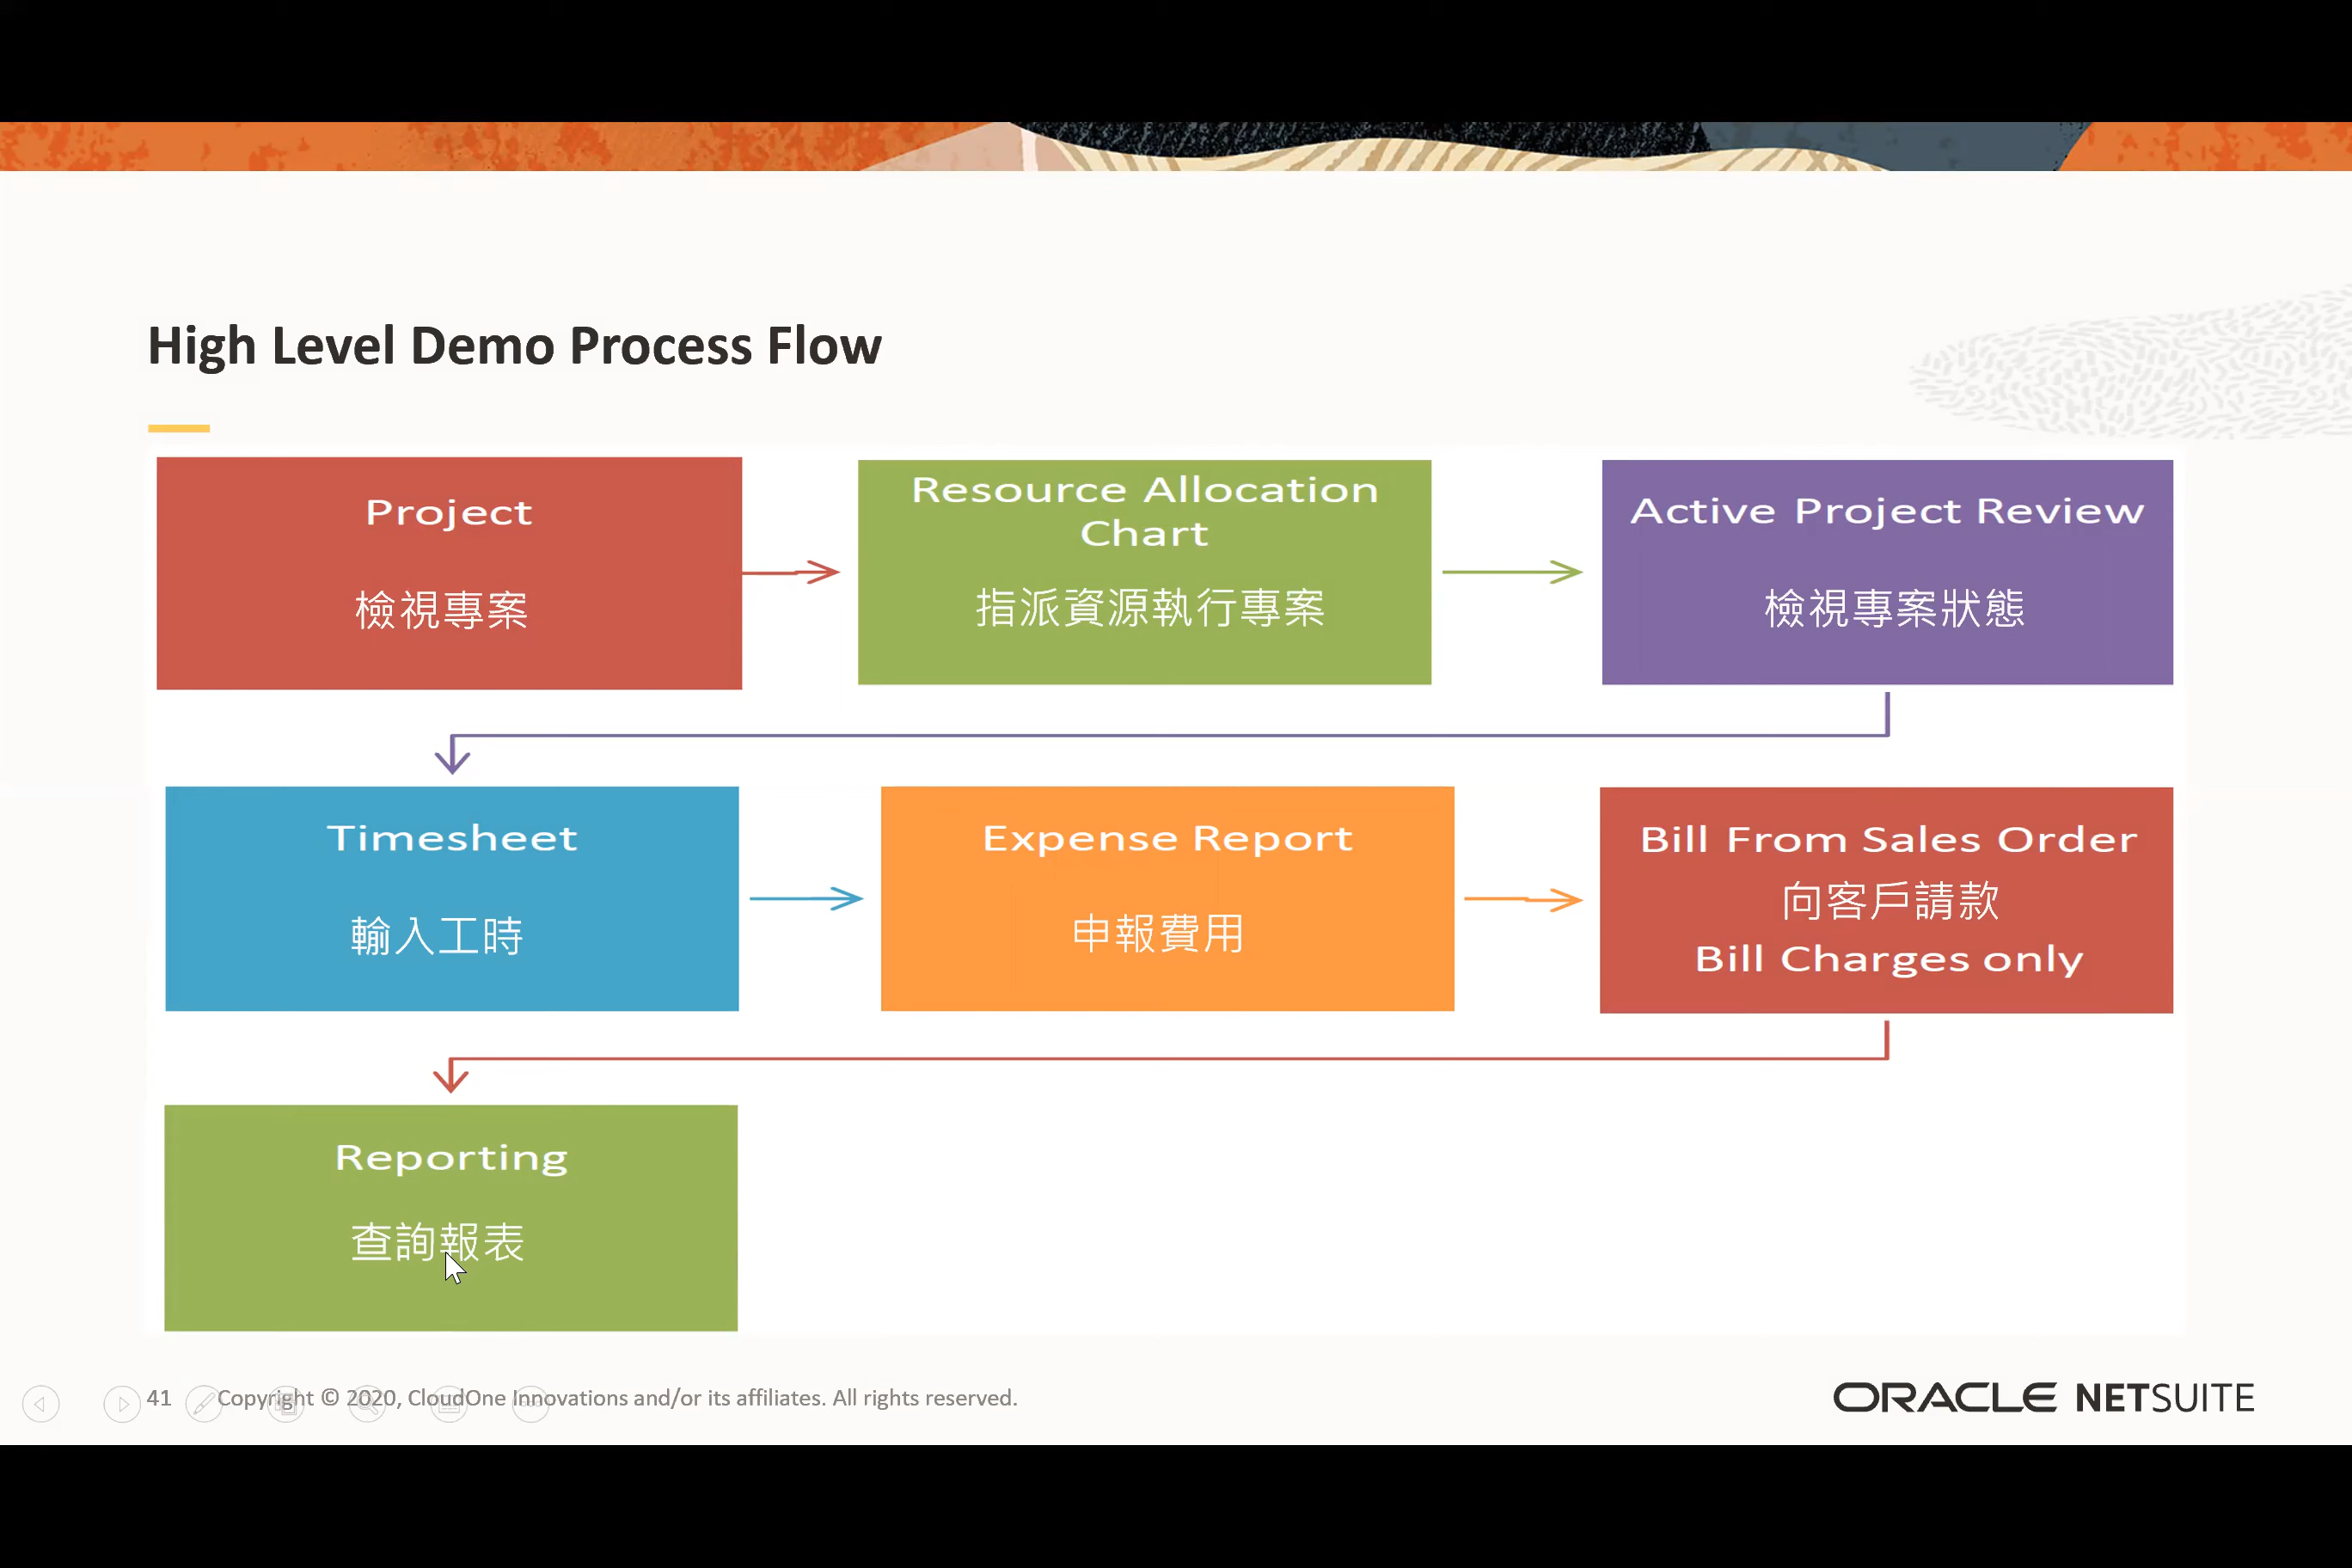 High Level Demo Process Flow
Project
檢視專案
Resource Allocation
Chart
指派資源執行專案
Active Project Review
檢視專案狀態
Timesheet
輸入工時
Expense Report
申報費用
Bill From Sales Order
向客戶請款
Bill Charges only
Reporting
查詢報表
41 Copyright © 2020, CloudOne Innovations and/or its affiliates. All rights reserved.
ORACLE NETSUITE